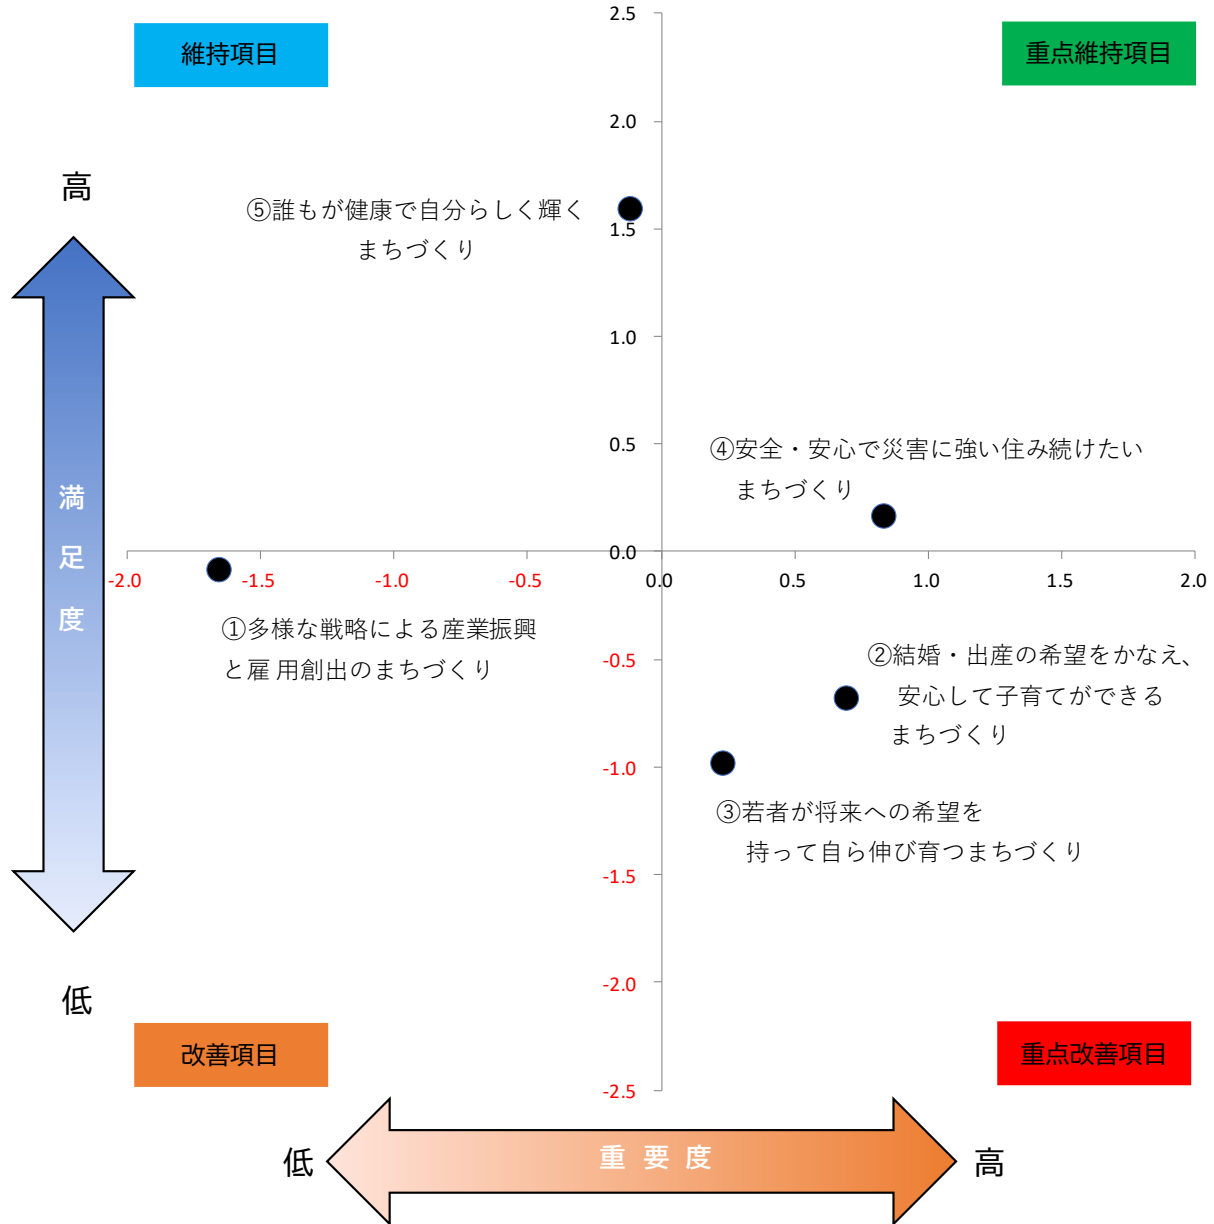 2.5
維持項目
重点維持項目
2.0
高
⑤誰もが健康で自分らしく輝く
まちづくり
1.5
1.0
0.5
④安全・安心で災害に強い住み続けたい
まちづくり
満足度
0.0
-2.0
-1.5
-1.0
-0.5
0.0
0.5
1.0
1.5
2.0
①多様な戦略による産業振興
と雇 用創出のまちづくり
-0.5
②結婚・出産の希望をかなえ、
安心して子育てができる
まちづくり
-1.0
③若者が将来への希望を
持って自ら伸び育つまちづくり
-1.5
-2.0
低
改善項目
重点改善項目
-2.5
低
重要度
高